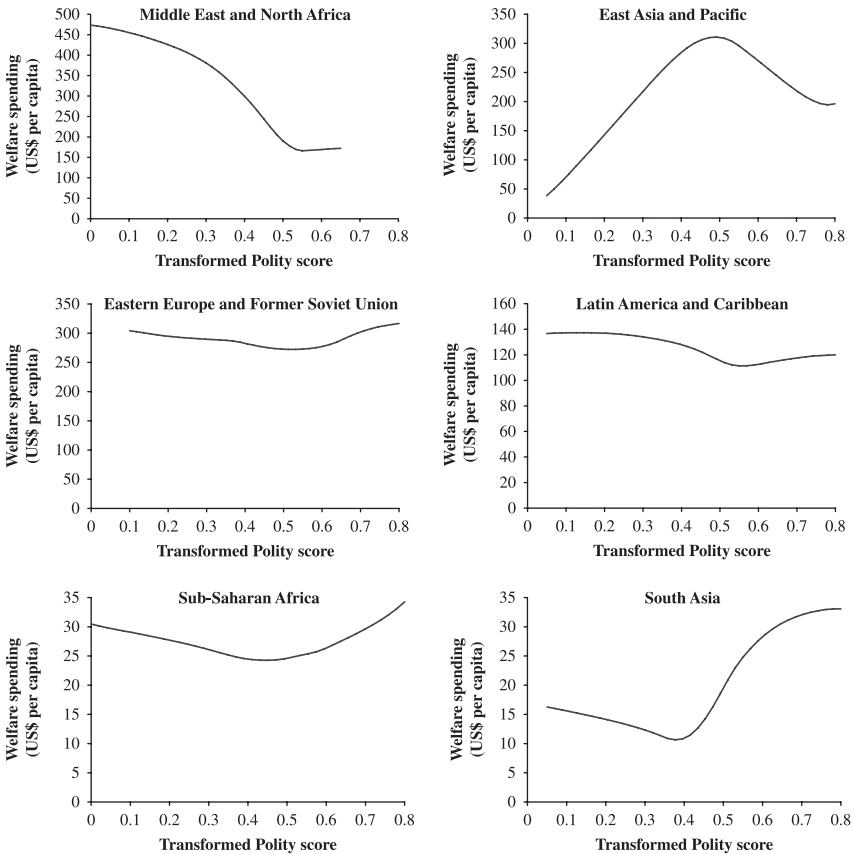 Middle East and North Africa
Welfare spending
(US$ per capita)
500
450
400
350
300
250
200
150
100
50
0
0 0.1 0.2 0.3 0.4 0.5 0.6 0.7 0.8
Transformed Polity score
East Asia and Pacific
Welfare spending
(US$ per capita)
350
300
250
200
150
100
50
0
0 0.1 0.2 0.3 0.4 0.5 0.6 0.7 0.8
Transformed Polity score
Eastern Europe and Former Soviet Union
Welfare spending
(US$ per capita)
350
300
250
200
150
100
50
0
0 0.1 0.2 0.3 0.4 0.5 0.6 0.7 0.8
Transformed Polity score
Latin America and Caribbean
Welfare spending
(US$ per capita)
160
140
120
100
80
60
40
20
0
0 0.1 0.2 0.3 0.4 0.5 0.6 0.7 0.8
Transformed Polity score
Sub-Saharan Africa
Welfare spending
(US$ per capita)
35
30
25
20
15
10
5
0
0 0.1 0.2 0.3 0.4 0.5 0.6 0.7 0.8
Transformed Polity score
South Asia
Welfare spending
(US$ per capita)
35
30
25
20
15
10
5
0
0 0.1 0.2 0.3 0.4 0.5 0.6 0.7 0.8
Transformed Polity score